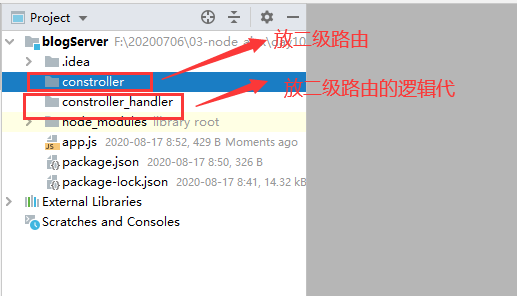 Project
blogServer F:\20200706\03-node
放二级路由
.idea
constroller
constroller_handler
放二级路由的逻辑代
node_modules library root
app.js 2020-08-17 8:52, 429 B Moments ago
package.json 2020-08-17 8:50, 326 B
package-lock.json 2020-08-17 8:41, 14.32 kB
External Libraries
Scratches and Consoles